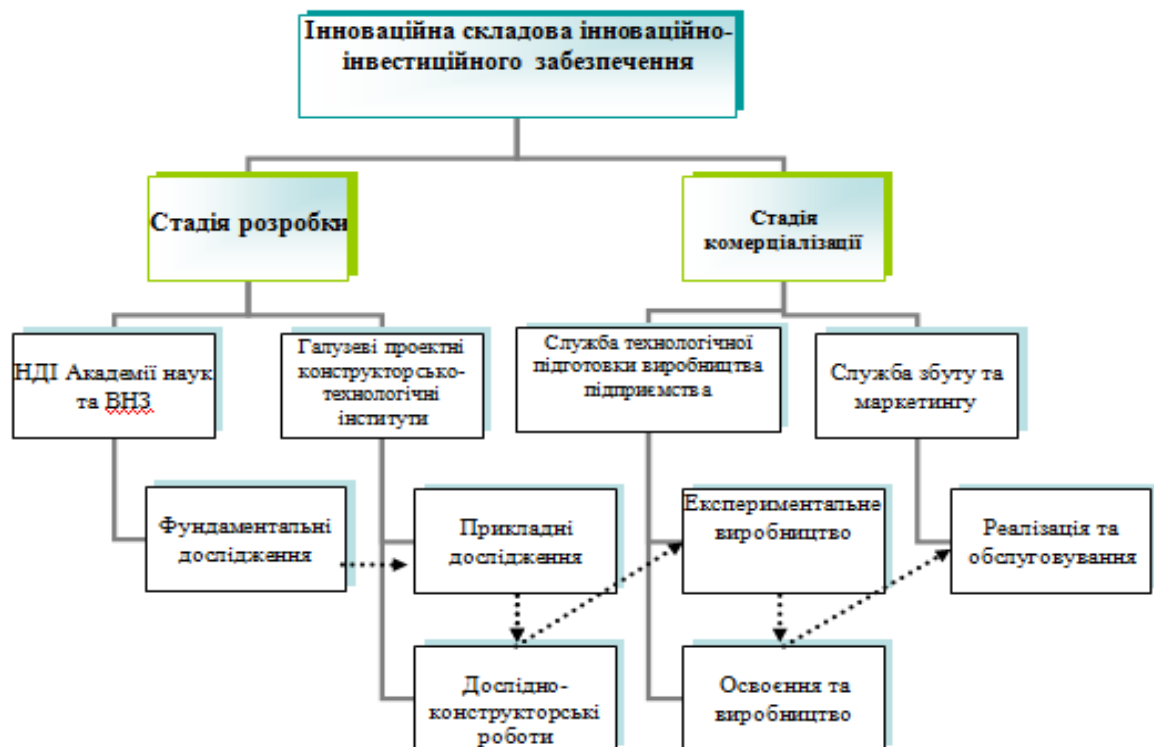 Інноваційна складова інноваційно-
інвестиційного забезпечення
Стадія розробки
Стадія
комерціалізації
НДІ Академії наук
та ВНЗ
Галузеві проектні
конструкторсько-
технологічні
інститути
Служба технологічної
підготовки виробництва
підприємства
Служба збуту та
маркетингу
Фундаментальні
дослідження
Прикладні
дослідження
Експериментальне
виробництво
Реалізація та
обслуговування
Дослідно-
конструкторські
роботи
Освоєння та
виробництво